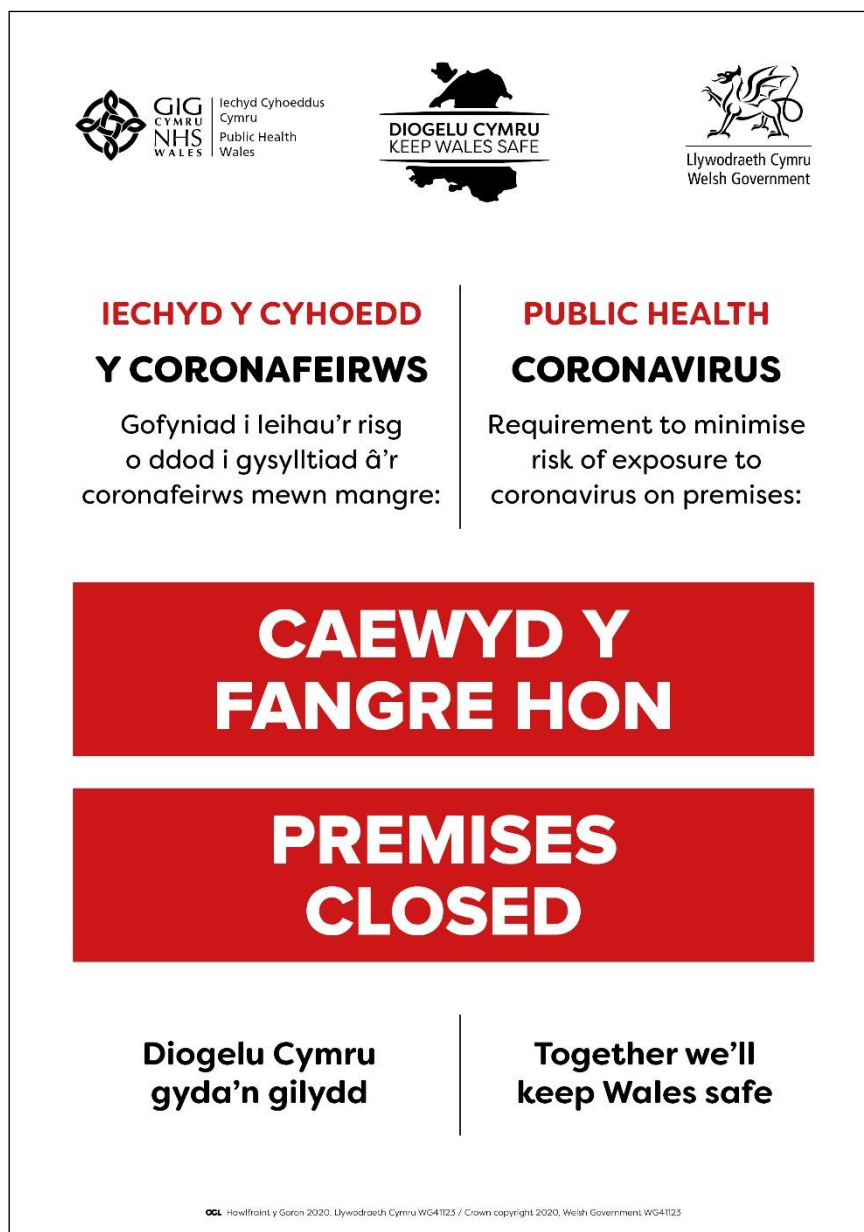 GIG
CYMRU
NHS
WALES
Iechyd Cyhoeddus
Cymru
Public Health
Wales
DIOGELU CYMRU
KEEP WALES SAFE
Llywodraeth Cymru
Welsh Government
IECHYD Y CYHOEDD
Y CORONAFEIRWS
Gofyniad i leihau’r risg
o ddod i gysylltiad â’r
coronafeirws mewn mangre:
PUBLIC HEALTH
CORONAVIRUS
Requirement to minimise
risk of exposure to
coronavirus on premises:
CAEWYD Y
FANGRE HON
PREMISES
CLOSED
Diogelu Cymru
gyda’n gilydd
Together we’ll
keep Wales safe
OGL Hawlfraint y Goron 2020, Llywodraeth Cymru WG41123 / Crown copyright 2020, Welsh Government WG41123